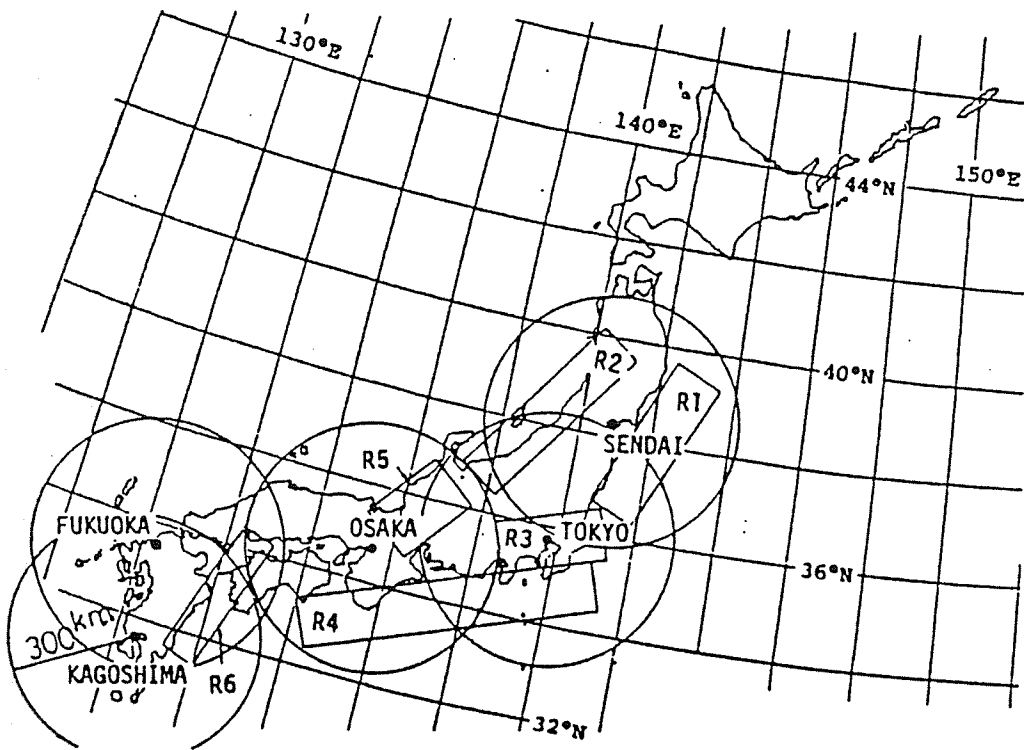 130°E
140°E
44°N
150°E
R2
40°N
R1
SENDAI
R5
FUKUOKA
OSAKA
R3
TOKYO
36°N
R4
300km
KAGOSHIMA
R6
32°N